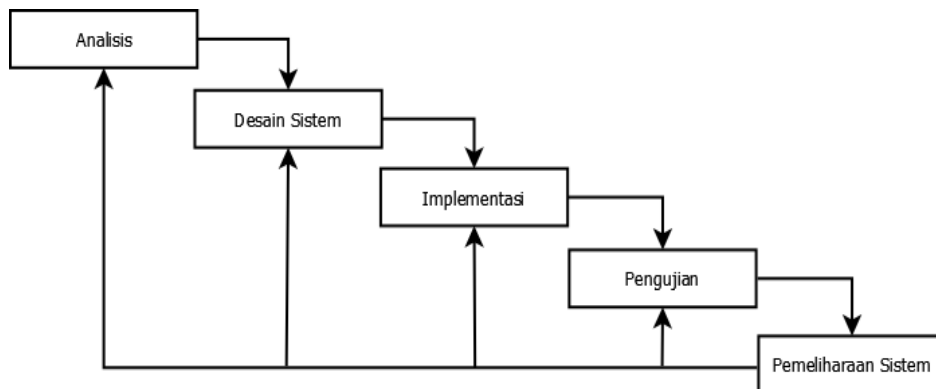 Analisis
Desain Sistem
Implementasi
Pengujian
Pemeliharaan Sistem